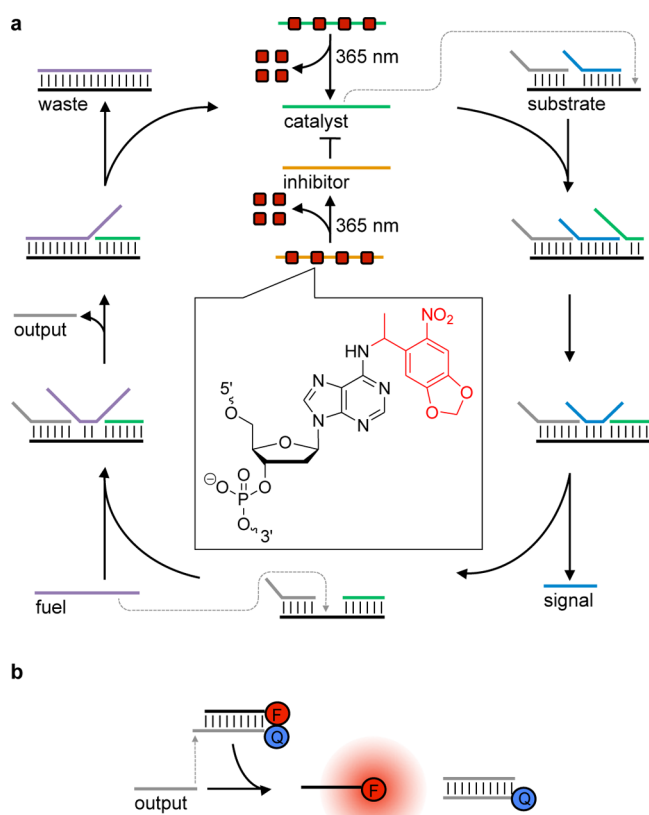 a
365 nm
waste
catalyst
substrate
inhibitor
365 nm
NO₂
HN
5'
N
N
O
N
N
O
O
O
⊖O
O
P
O
O
3'
output
fuel
signal
b
F
Q
output
F
Q